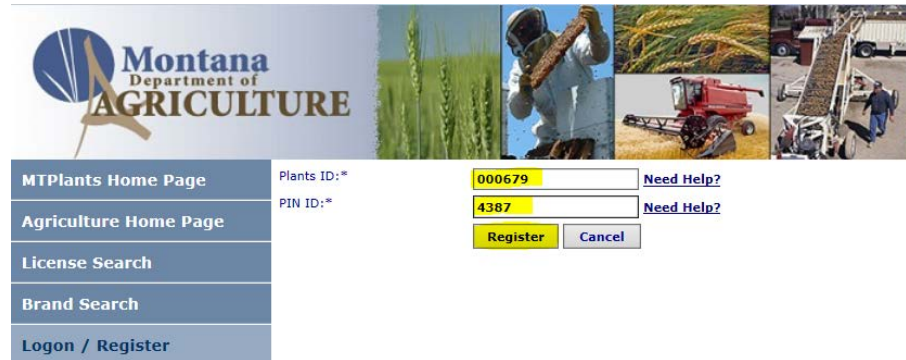 Montana
Department of
AGRICULTURE
MTPlants Home Page
Agriculture Home Page
License Search
Brand Search
Logon / Register
Plants ID:* 000679 Need Help?
PIN ID:* 4387 Need Help?
Register Cancel